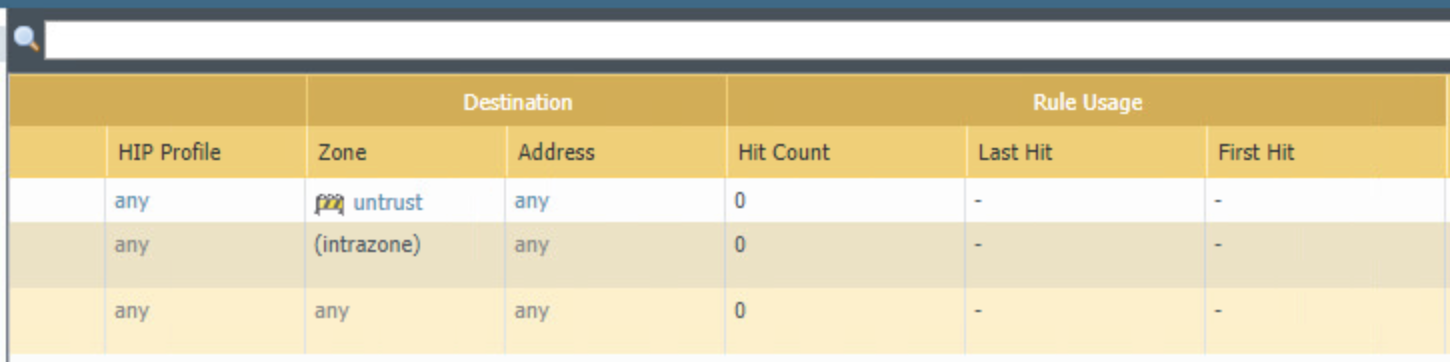 Destination Rule Usage
HIP Profile Zone Address Hit Count Last Hit First Hit
any untrust any 0 - -
any (intrazone) any 0 - -
any any any 0 - -